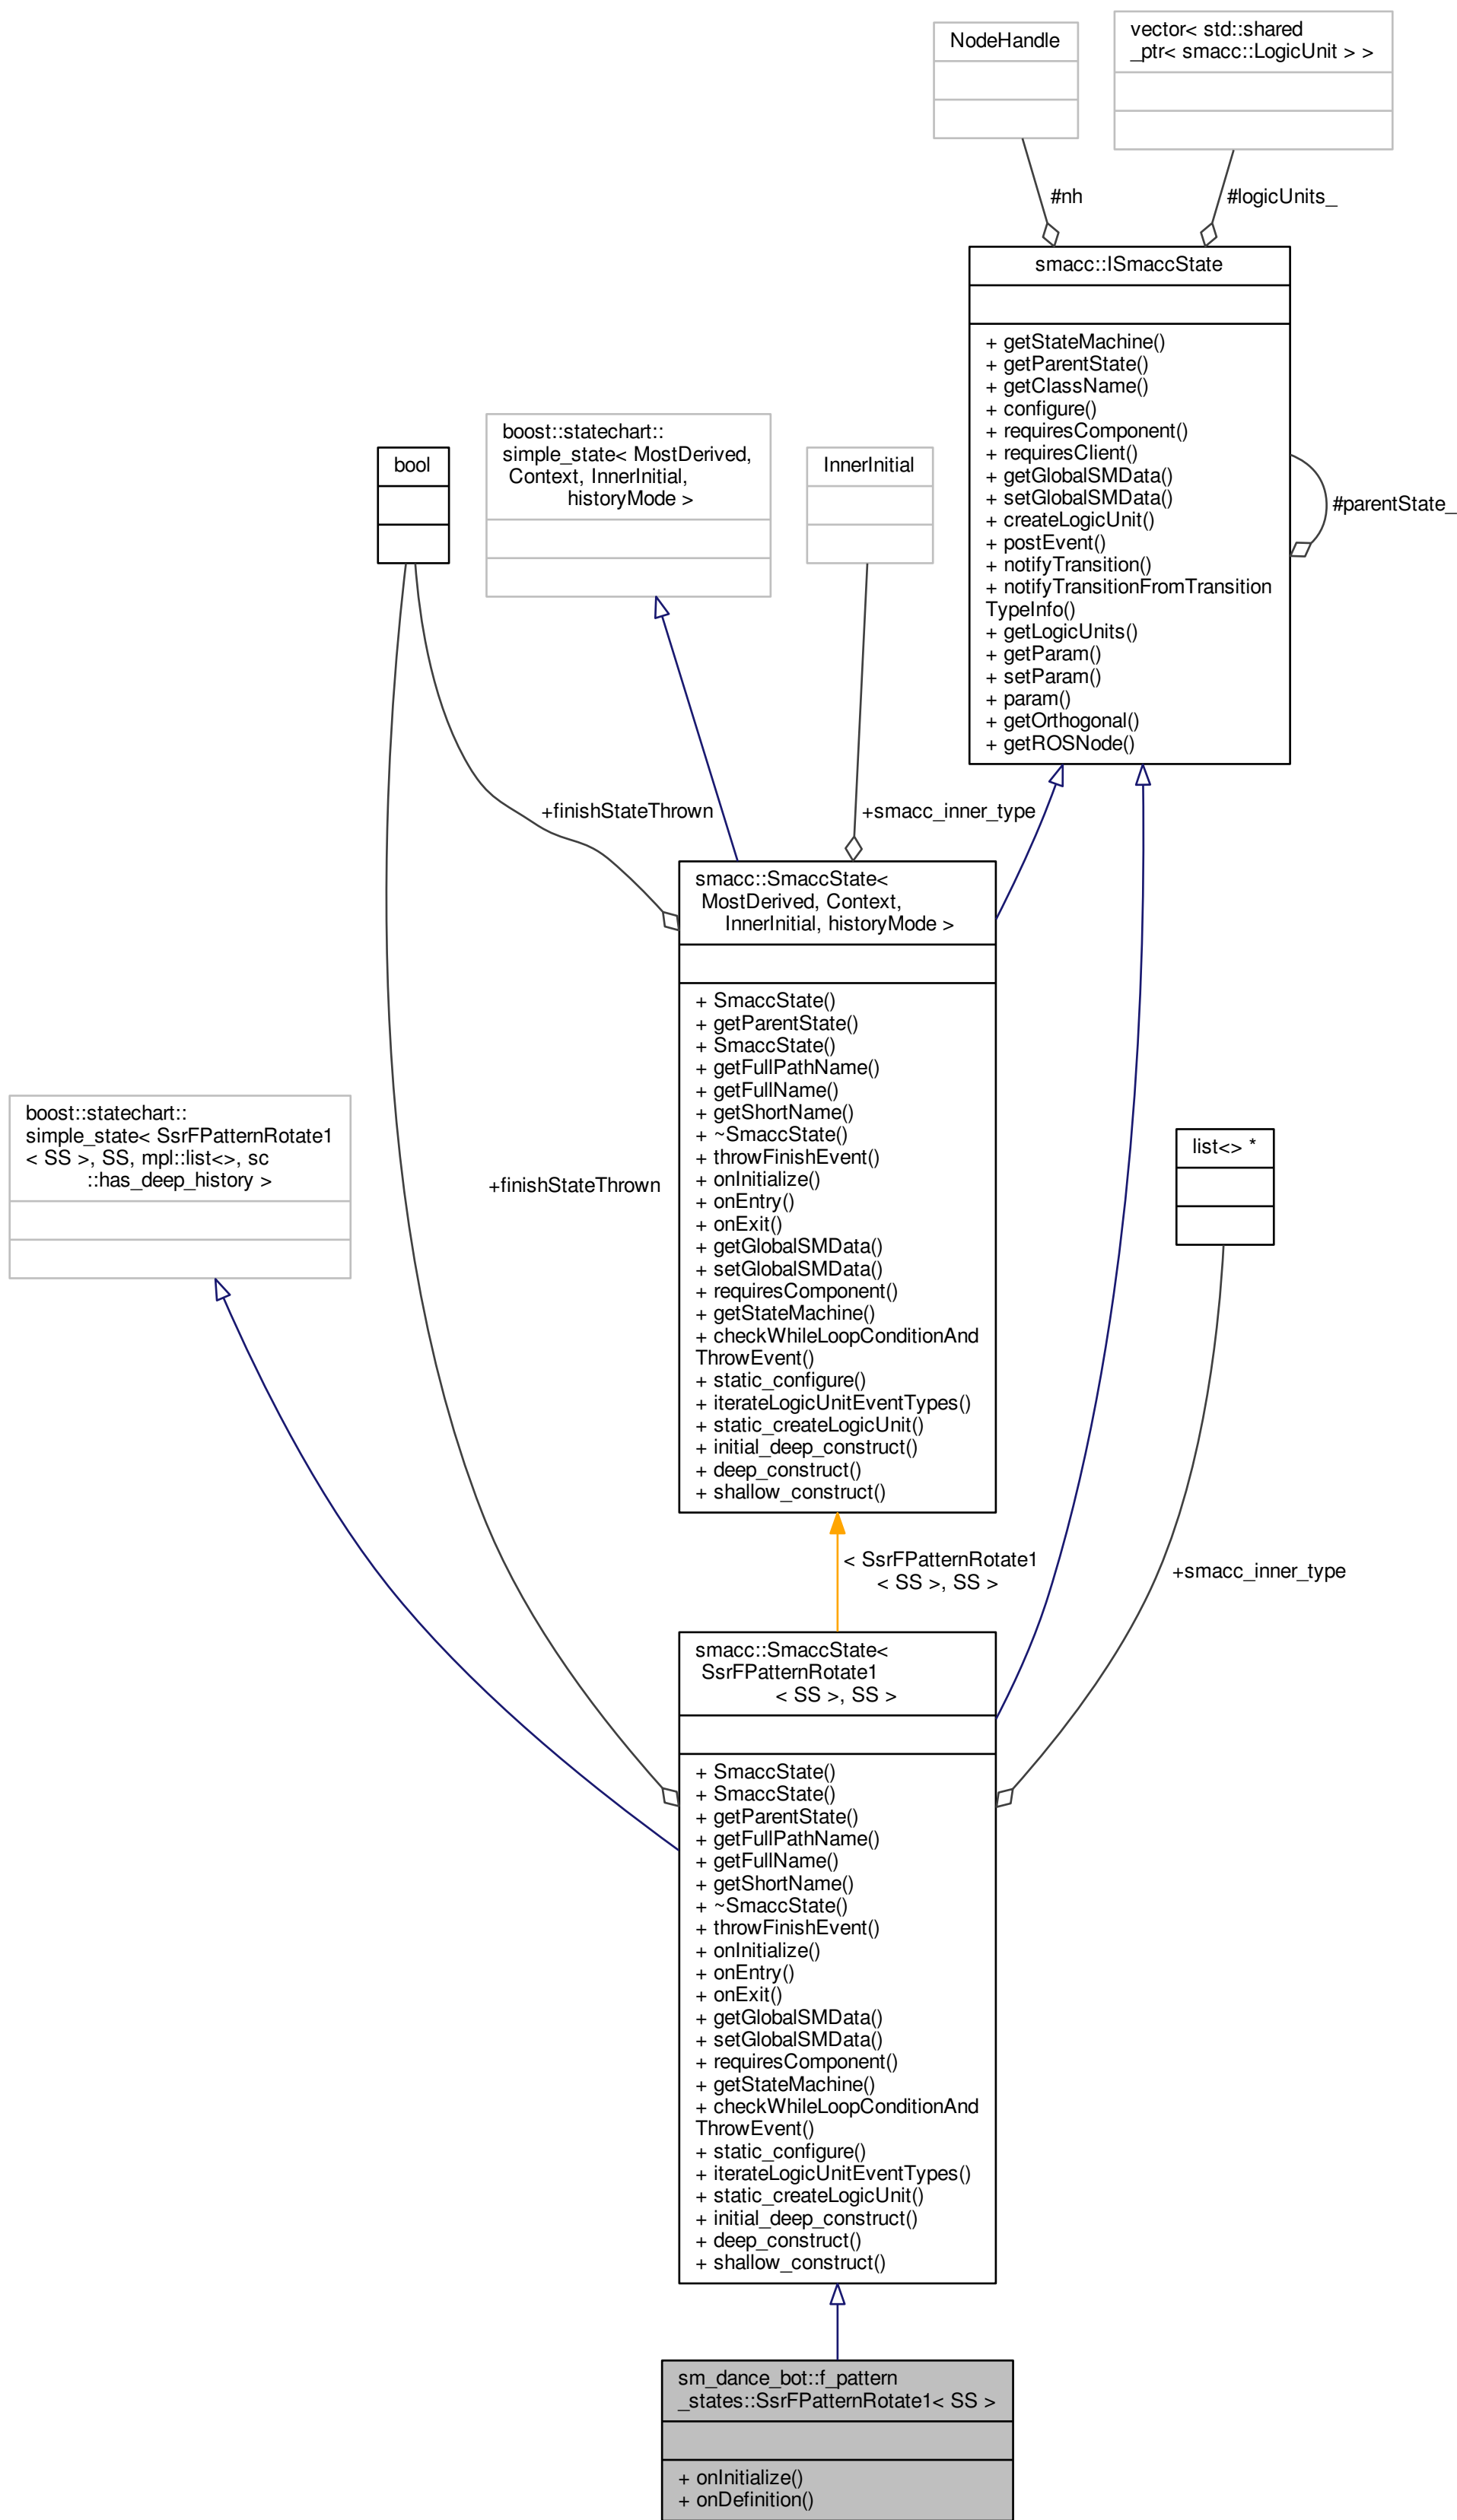 NodeHandle
vector< std::shared
_ptr< smacc::LogicUnit > >
#nh
#logicUnits_
smacc::ISmaccState
+ getStateMachine()
+ getParentState()
+ getClassName()
+ configure()
+ requiresComponent()
+ requiresClient()
+ getGlobalSMData()
+ setGlobalSMData()
+ createLogicUnit()
+ postEvent()
+ notifyTransition()
+ notifyTransitionFromTransition
TypeInfo()
+ getLogicUnits()
+ getParam()
+ setParam()
+ param()
+ getOrthogonal()
+ getROSNode()
#parentState_
bool
boost::statechart::
simple_state< MostDerived,
Context, InnerInitial,
historyMode >
InnerInitial
+finishStateThrown
+smacc_inner_type
smacc::SmaccState<
MostDerived, Context,
InnerInitial, historyMode >
+ SmaccState()
+ getParentState()
+ SmaccState()
+ getFullPathName()
+ getFullName()
+ getShortName()
+ ~SmaccState()
+ throwFinishEvent()
+ onInitialize()
+ onEntry()
+ onExit()
+ getGlobalSMData()
+ setGlobalSMData()
+ requiresComponent()
+ getStateMachine()
+ checkWhileLoopConditionAnd
ThrowEvent()
+ static_configure()
+ iterateLogicUnitEventTypes()
+ static_createLogicUnit()
+ initial_deep_construct()
+ deep_construct()
+ shallow_construct()
boost::statechart::
simple_state< SsrFPatternRotate1
< SS >, SS, mpl::list<>, sc
::has_deep_history >
+finishStateThrown
list<> *
< SsrFPatternRotate1
< SS >, SS >
+smacc_inner_type
smacc::SmaccState<
SsrFPatternRotate1
< SS >, SS >
+ SmaccState()
+ SmaccState()
+ getParentState()
+ getFullPathName()
+ getFullName()
+ getShortName()
+ ~SmaccState()
+ throwFinishEvent()
+ onInitialize()
+ onEntry()
+ onExit()
+ getGlobalSMData()
+ setGlobalSMData()
+ requiresComponent()
+ getStateMachine()
+ checkWhileLoopConditionAnd
ThrowEvent()
+ static_configure()
+ iterateLogicUnitEventTypes()
+ static_createLogicUnit()
+ initial_deep_construct()
+ deep_construct()
+ shallow_construct()
sm_dance_bot::f_pattern
_states::SsrFPatternRotate1< SS >
+ onInitialize()
+ onDefinition()